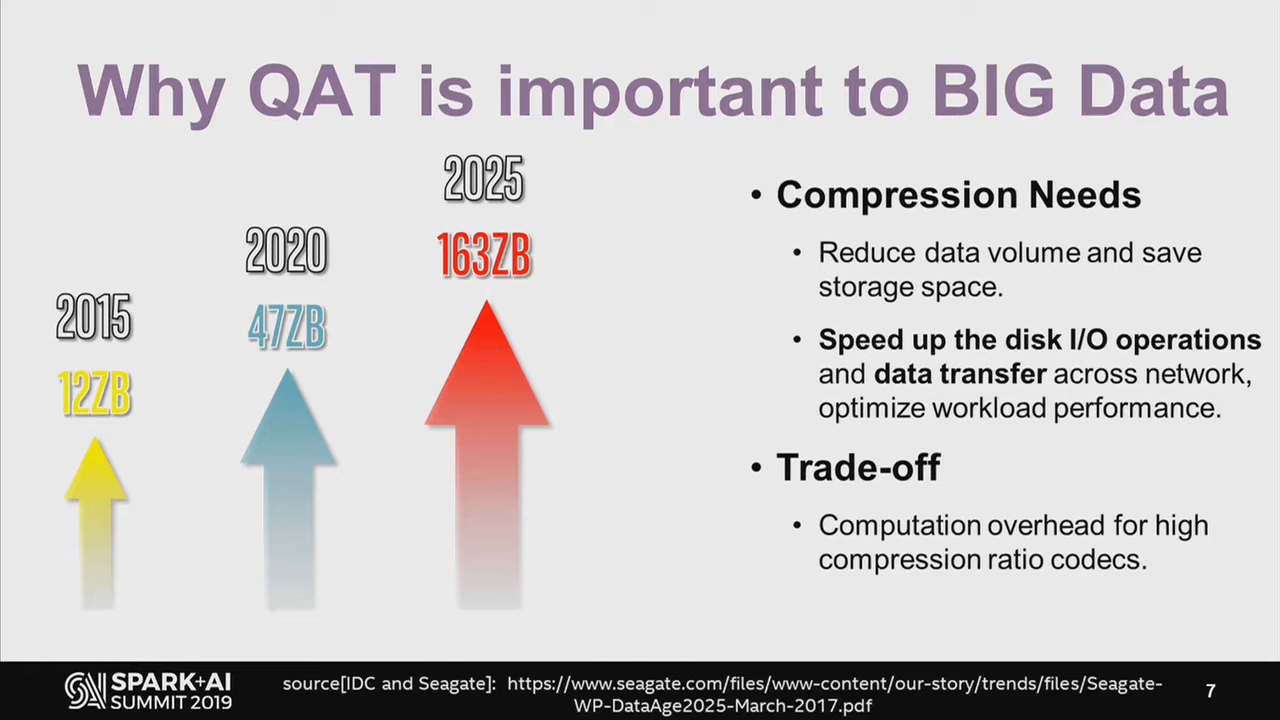 Why QAT is important to BIG Data
2015
12ZB
2020
47ZB
2025
163ZB
• Compression Needs
• Reduce data volume and save
storage space.
• Speed up the disk I/O operations
and data transfer across network,
optimize workload performance.
• Trade-off
• Computation overhead for high
compression ratio codecs.
SPARK+AI
SUMMIT 2019
source[IDC and Seagate]: https://www.seagate.com/files/www-content/our-story/trends/files/Seagate-
WP-DataAge2025-March-2017.pdf
7